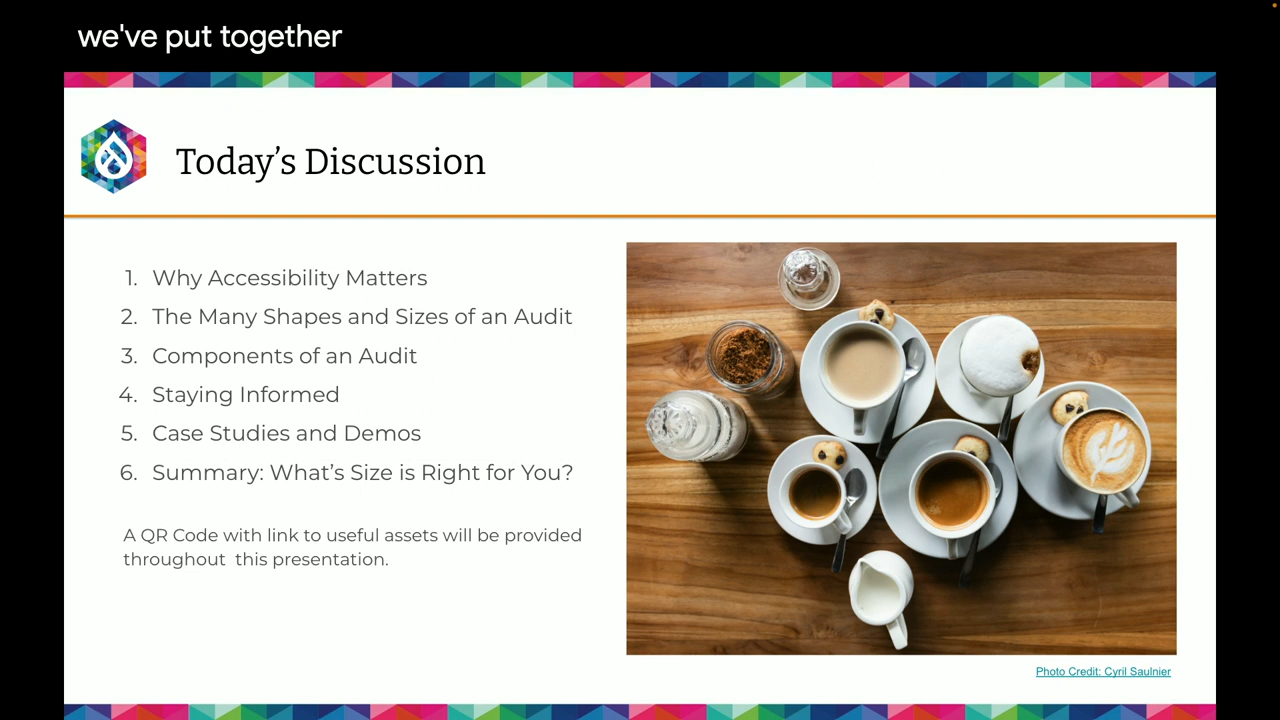 we've put together
Today's Discussion
1. Why Accessibility Matters
2. The Many Shapes and Sizes of an Audit
3. Components of an Audit
4. Staying Informed
5. Case Studies and Demos
6. Summary: What's Size is Right for You?
A QR Code with link to useful assets will be provided
throughout  this presentation.
Photo Credit: Cyril Saulnier